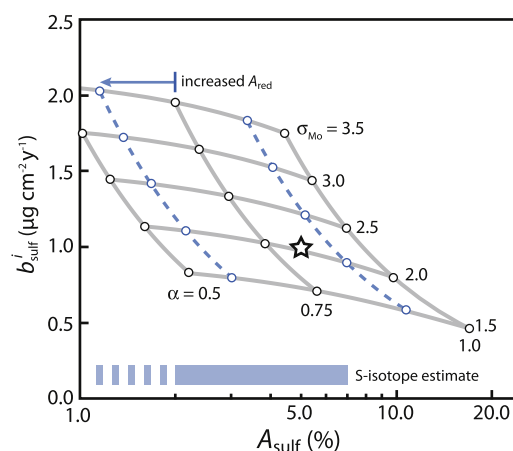 2.5
2.0
1.5
1.0
0.5
0.0
b^i_sulf (µg cm⁻² y⁻¹)
increased A_red
σ_Mo = 3.5
3.0
2.5
2.0
1.5
α = 0.5
0.75
1.0
S-isotope estimate
1.0 5.0 10.0 20.0
A_sulf (%)